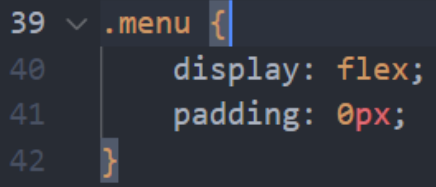 39 .menu {
40 display: flex;
41 padding: 0px;
42 }